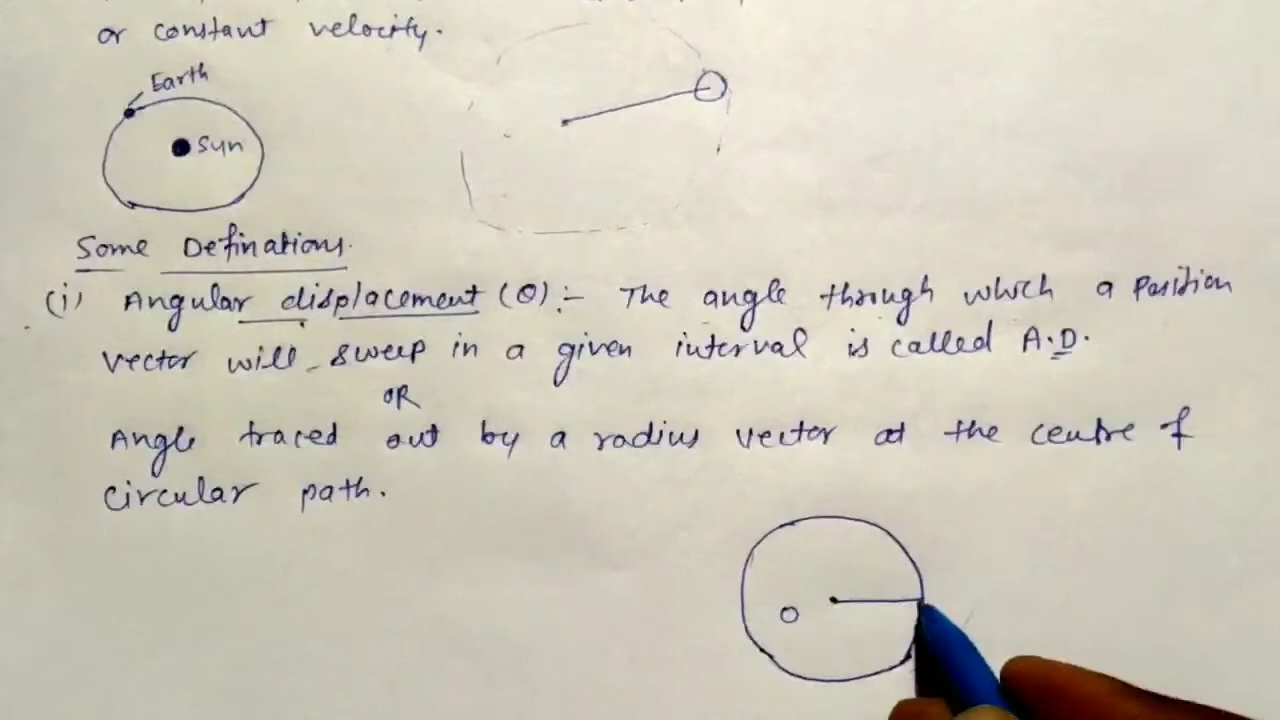 or constant velocity.
Earth
Sun
Some Definations.
(i) Angular displacement (θ):- The angle through which a position
vector will sweep in a given interval is called A.D.
OR
Angle traced out by a radius vector at the centre of
circular path.
O